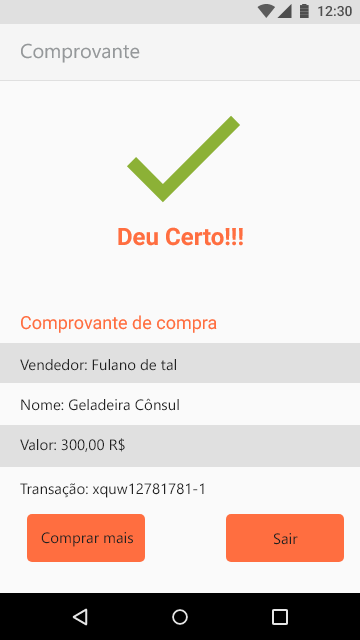 12:30
Comprovante
Deu Certo!!!
Comprovante de compra
Vendedor: Fulano de tal
Nome: Geladeira Cônsul
Valor: 300,00 R$
Transação: xquw12781781-1
Comprar mais
Sair